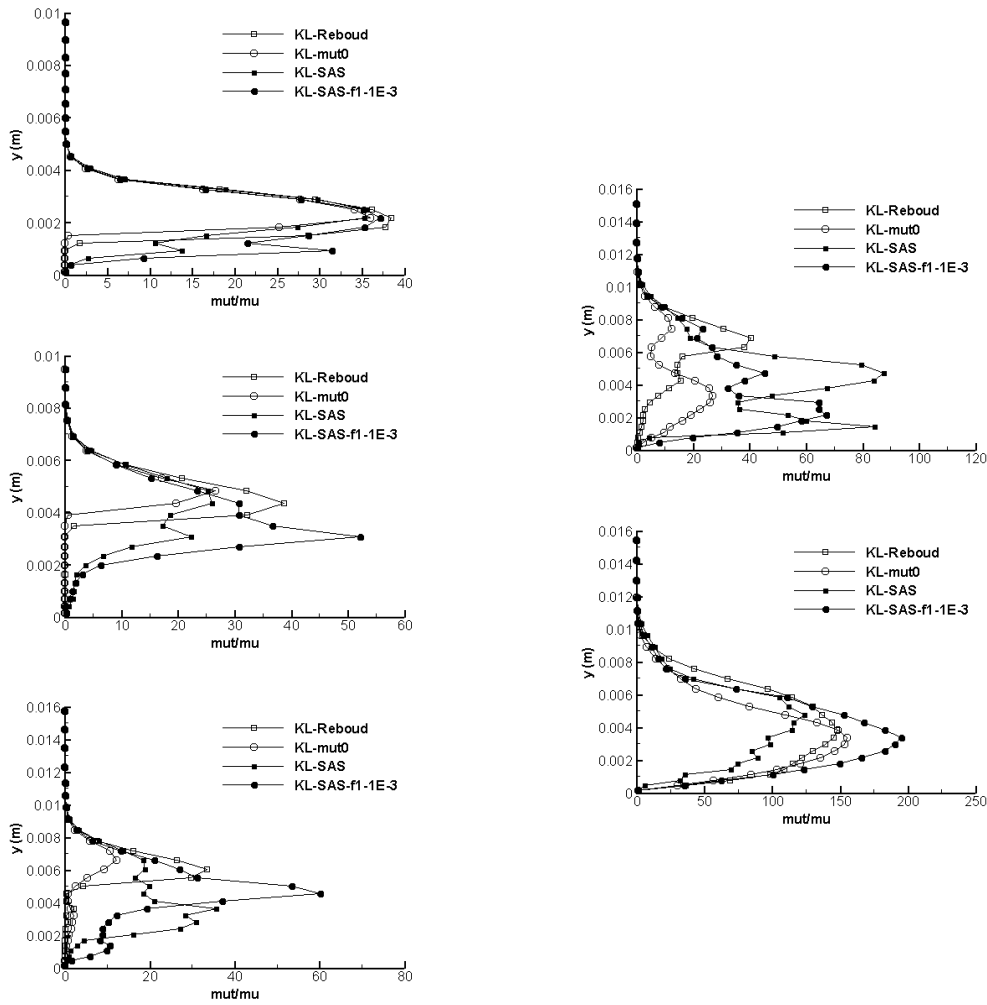 0.01
0.008
0.006
0.004
0.002
0
y (m)
KL-Reboud
KL-mut0
KL-SAS
KL-SAS-f1-1E-3
0 5 10 15 20 25 30 35 40
mut/mu
0.01
0.008
0.006
0.004
0.002
0
y (m)
KL-Reboud
KL-mut0
KL-SAS
KL-SAS-f1-1E-3
0 10 20 30 40 50 60
mut/mu
0.016
0.014
0.012
0.01
0.008
0.006
0.004
0.002
0
y (m)
KL-Reboud
KL-mut0
KL-SAS
KL-SAS-f1-1E-3
0 20 40 60 80
mut/mu
0.016
0.014
0.012
0.01
0.008
0.006
0.004
0.002
0
y (m)
KL-Reboud
KL-mut0
KL-SAS
KL-SAS-f1-1E-3
0 20 40 60 80 100 120
mut/mu
0.016
0.014
0.012
0.01
0.008
0.006
0.004
0.002
0
y (m)
KL-Reboud
KL-mut0
KL-SAS
KL-SAS-f1-1E-3
50 100 150 200 250
mut/mu